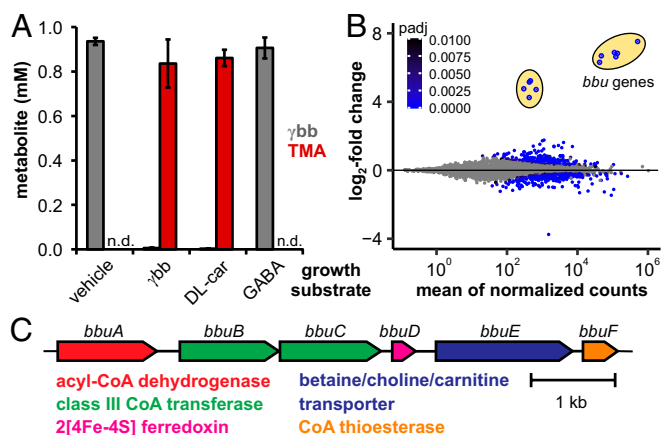 A
metabolite (mM)
1.0
0.8
0.6
0.4
0.2
0.0
n.d.
n.d.
γbb
TMA
vehicle
γbb
DL-car
GABA
growth
substrate
B
log2-fold change
8
4
0
−4
padj
0.0100
0.0075
0.0050
0.0025
0.0000
bbu genes
10^0
10^2
10^4
10^6
mean of normalized counts
C
bbuA bbuB bbuC bbuD bbuE bbuF
acyl-CoA dehydrogenase
class III CoA transferase
2[4Fe-4S] ferredoxin
betaine/choline/carnitine
transporter
CoA thioesterase
1 kb